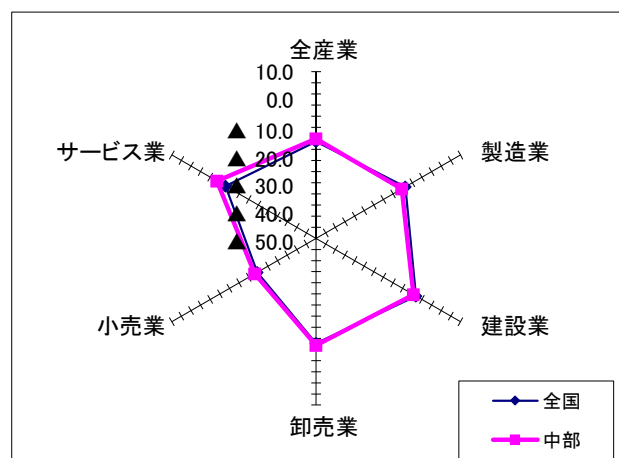 全産業
10.0
0.0
▲ 10.0
▲ 20.0
▲ 30.0
▲ 40.0
▲ 50.0
サービス業
製造業
小売業
建設業
卸売業
全国
中部